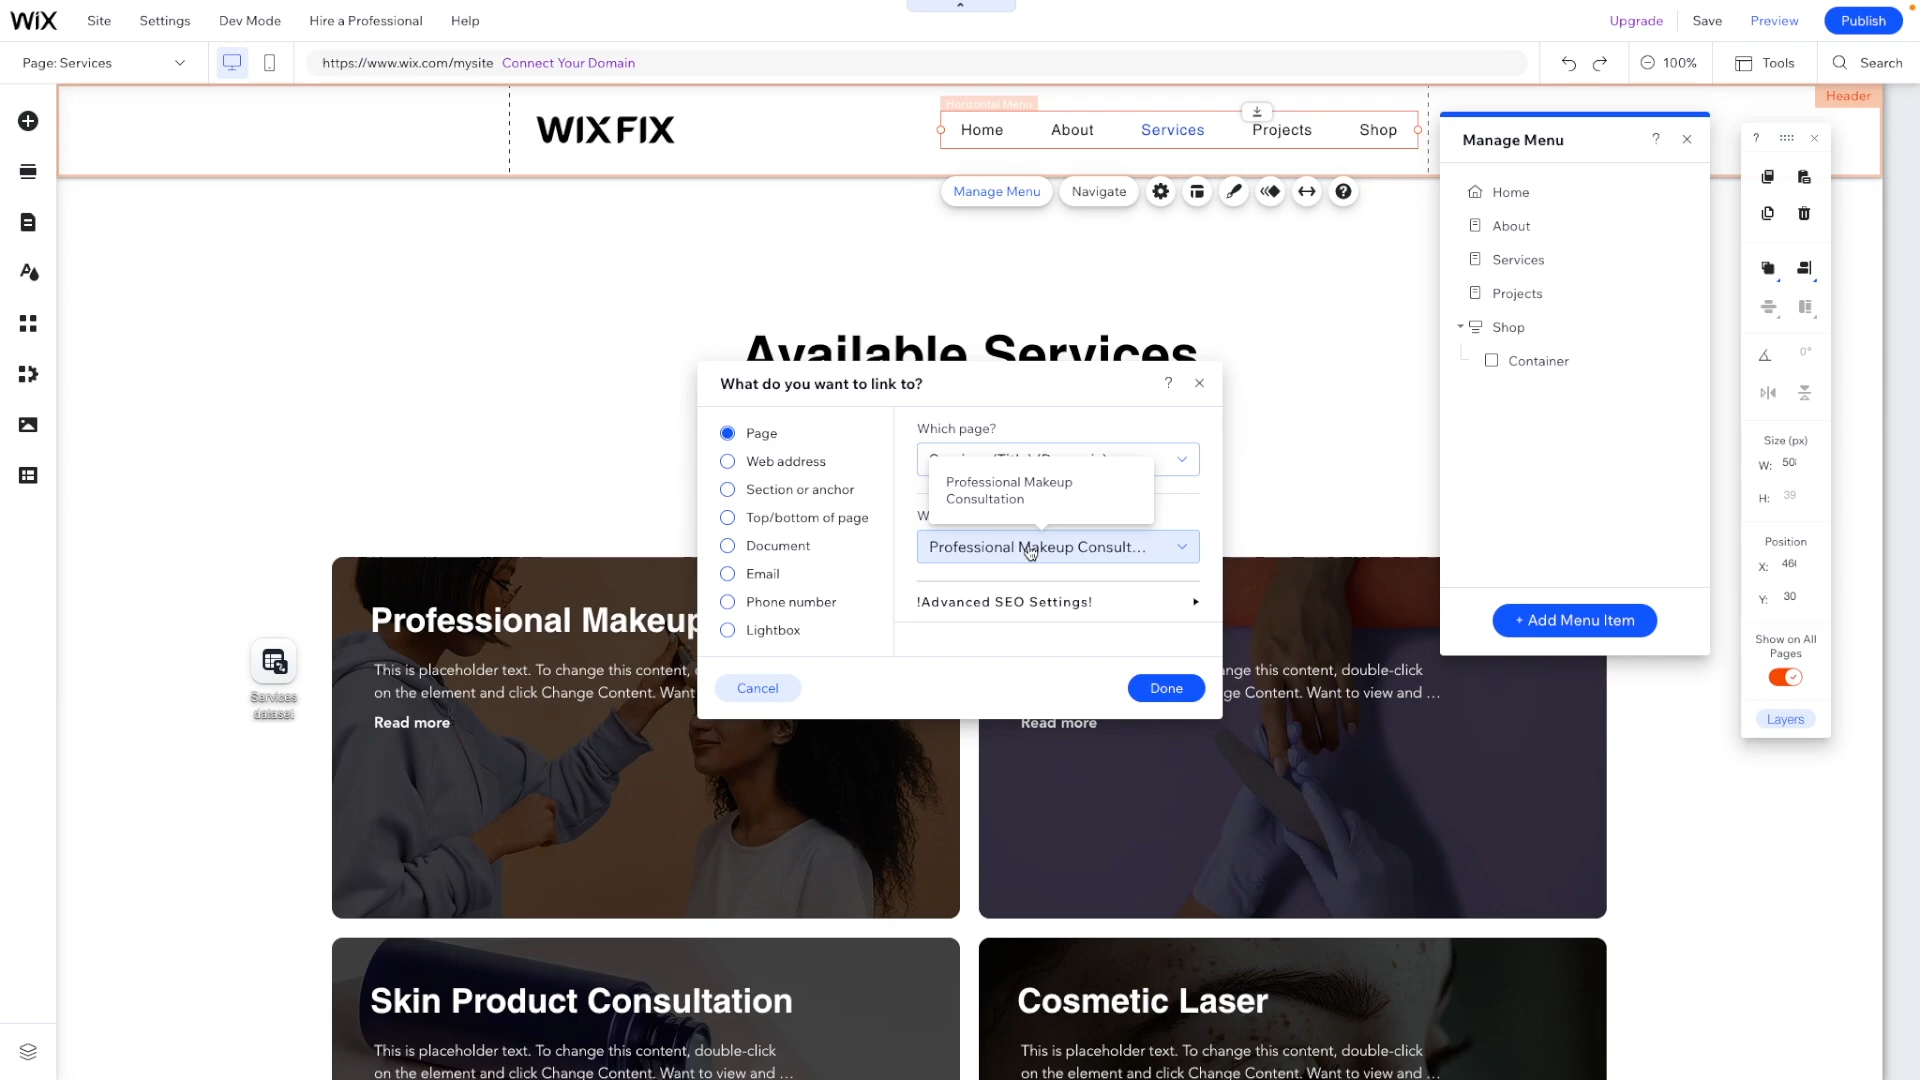 WiX
Site
Settings
Dev Mode
Hire a Professional
Help
Upgrade
Save
Preview
Publish
Page: Services
https://www.wix.com/mysite
Connect Your Domain
100%
Tools
Search
Header
Horizontal Menu
WIXFIX
Home
About
Services
Projects
Shop
Manage Menu
Navigate
Manage Menu
?
Home
About
Services
Projects
Shop
Container
+ Add Menu Item
?
0°
Size (px)
W:
H: 39
Position
X:
Y: 30
Show on All
Pages
Layers
Available Services
What do you want to link to?
?
Page
Web address
Section or anchor
Top/bottom of page
Document
Email
Phone number
Lightbox
Which page?
Professional Makeup
Consultation
Professional Makeup Consult...
!Advanced SEO Settings!
Cancel
Done
Services
dataset
Professional Makeup
This is placeholder text. To change this content,
on the element and click Change Content. Want
Read more
this content, double-click
Change Content. Want to view and ...
Read more
Skin Product Consultation
This is placeholder text. To change this content, double-click
on the element and click Change Content. Want to view and ...
Cosmetic Laser
This is placeholder text. To change this content, double-click
on the element and click Change Content. Want to view and ...